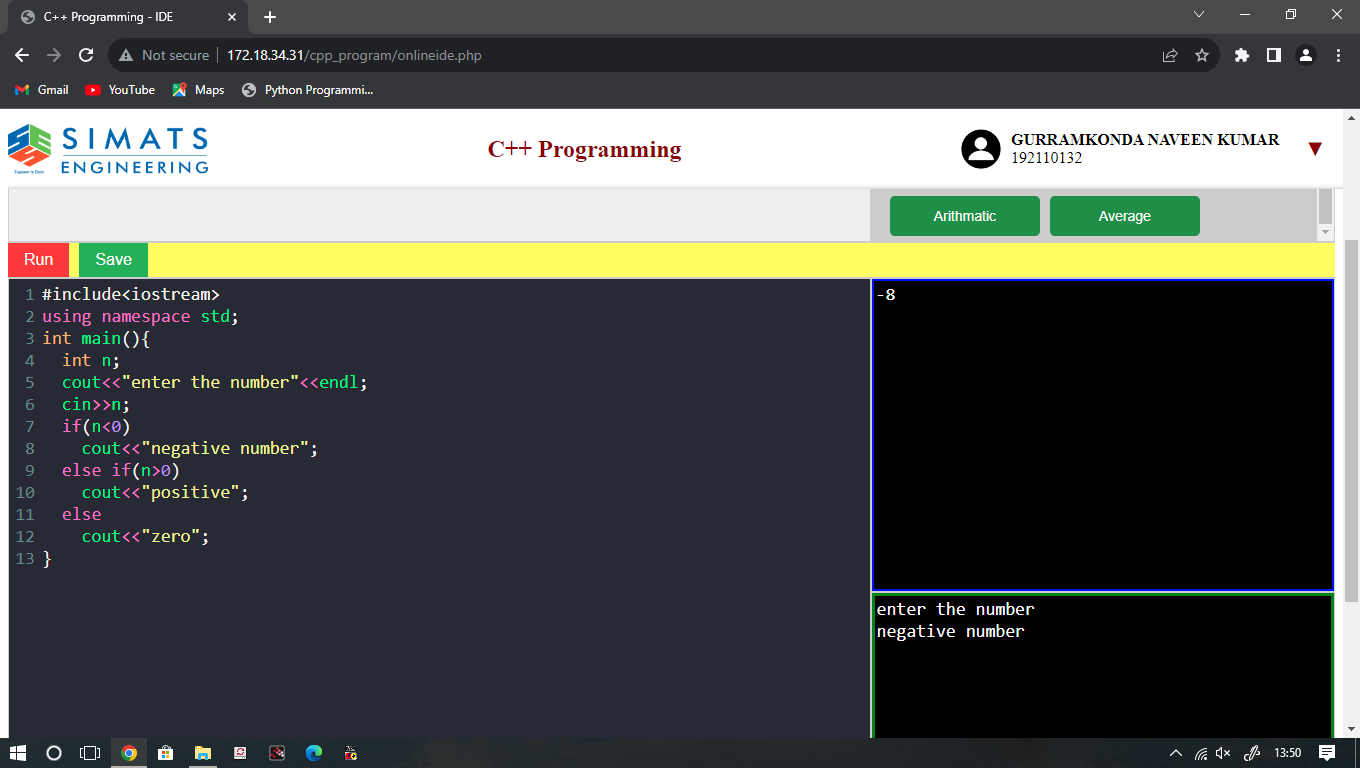 C++ Programming - IDE
Not secure
172.18.34.31/cpp_program/onlineide.php
Gmail
YouTube
Maps
Python Programmi...
SIMATS
ENGINEERING
Engineer to Excel
C++ Programming
GURRAMKONDA NAVEEN KUMAR
192110132
Arithmatic
Average
Run
Save
1 #include<iostream>
2 using namespace std;
3 int main(){
4 int n;
5 cout<<"enter the number"<<endl;
6 cin>>n;
7 if(n<0)
8 cout<<"negative number";
9 else if(n>0)
10 cout<<"positive";
11 else
12 cout<<"zero";
13 }
-8
enter the number
negative number
13:50